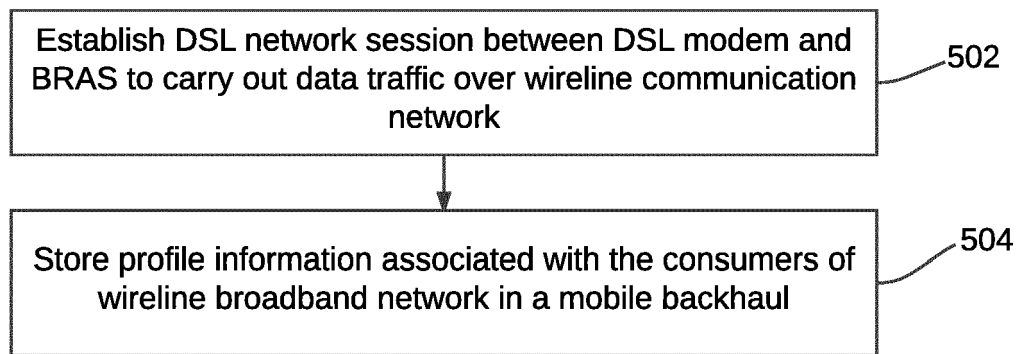 Establish DSL network session between DSL modem and
BRAS to carry out data traffic over wireline communication
network
502
Store profile information associated with the consumers of
wireline broadband network in a mobile backhaul
504